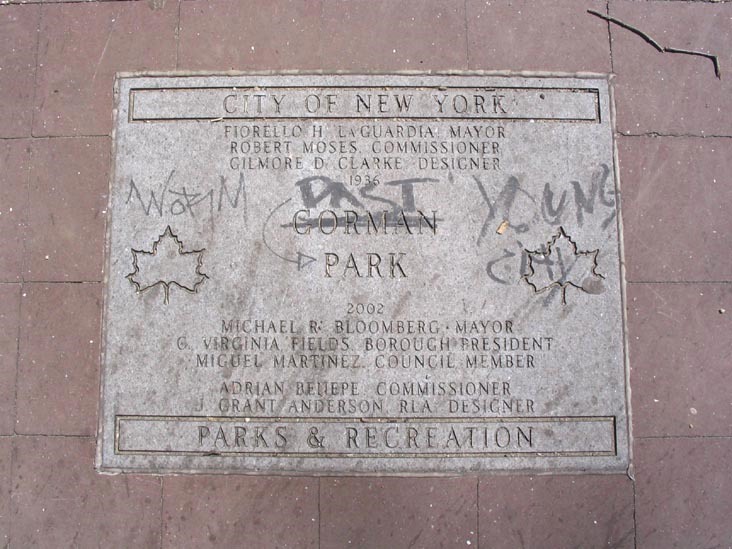 CITY OF NEW YORK
FIORELLO H. LAGUARDIA, MAYOR
ROBERT MOSES, COMMISSIONER
GILMORE D. CLARKE, DESIGNER
1936
PAST
YOUNG
GORMAN
PARK
2002
MICHAEL R. BLOOMBERG · MAYOR
C. VIRGINIA FIELDS, BOROUGH PRESIDENT
MIGUEL MARTINEZ, COUNCIL MEMBER
ADRIAN BENEPE, COMMISSIONER
J. GRANT ANDERSON, RLA, DESIGNER
PARKS & RECREATION